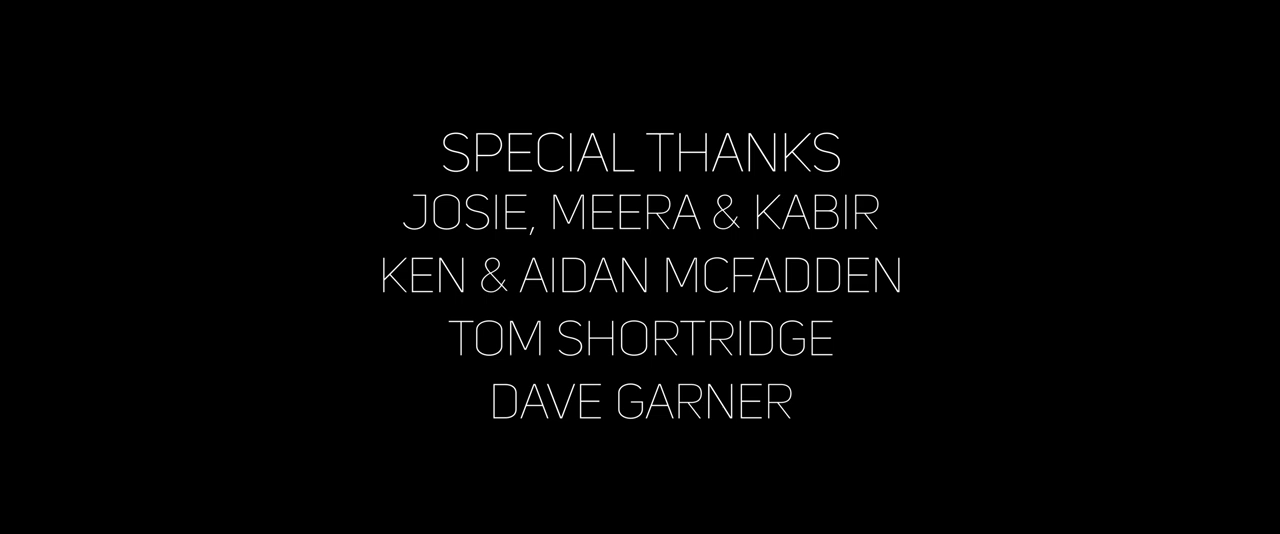 SPECIAL THANKS
JOSIE, MEERA & KABIR
KEN & AIDAN MCFADDEN
TOM SHORTRIDGE
DAVE GARNER